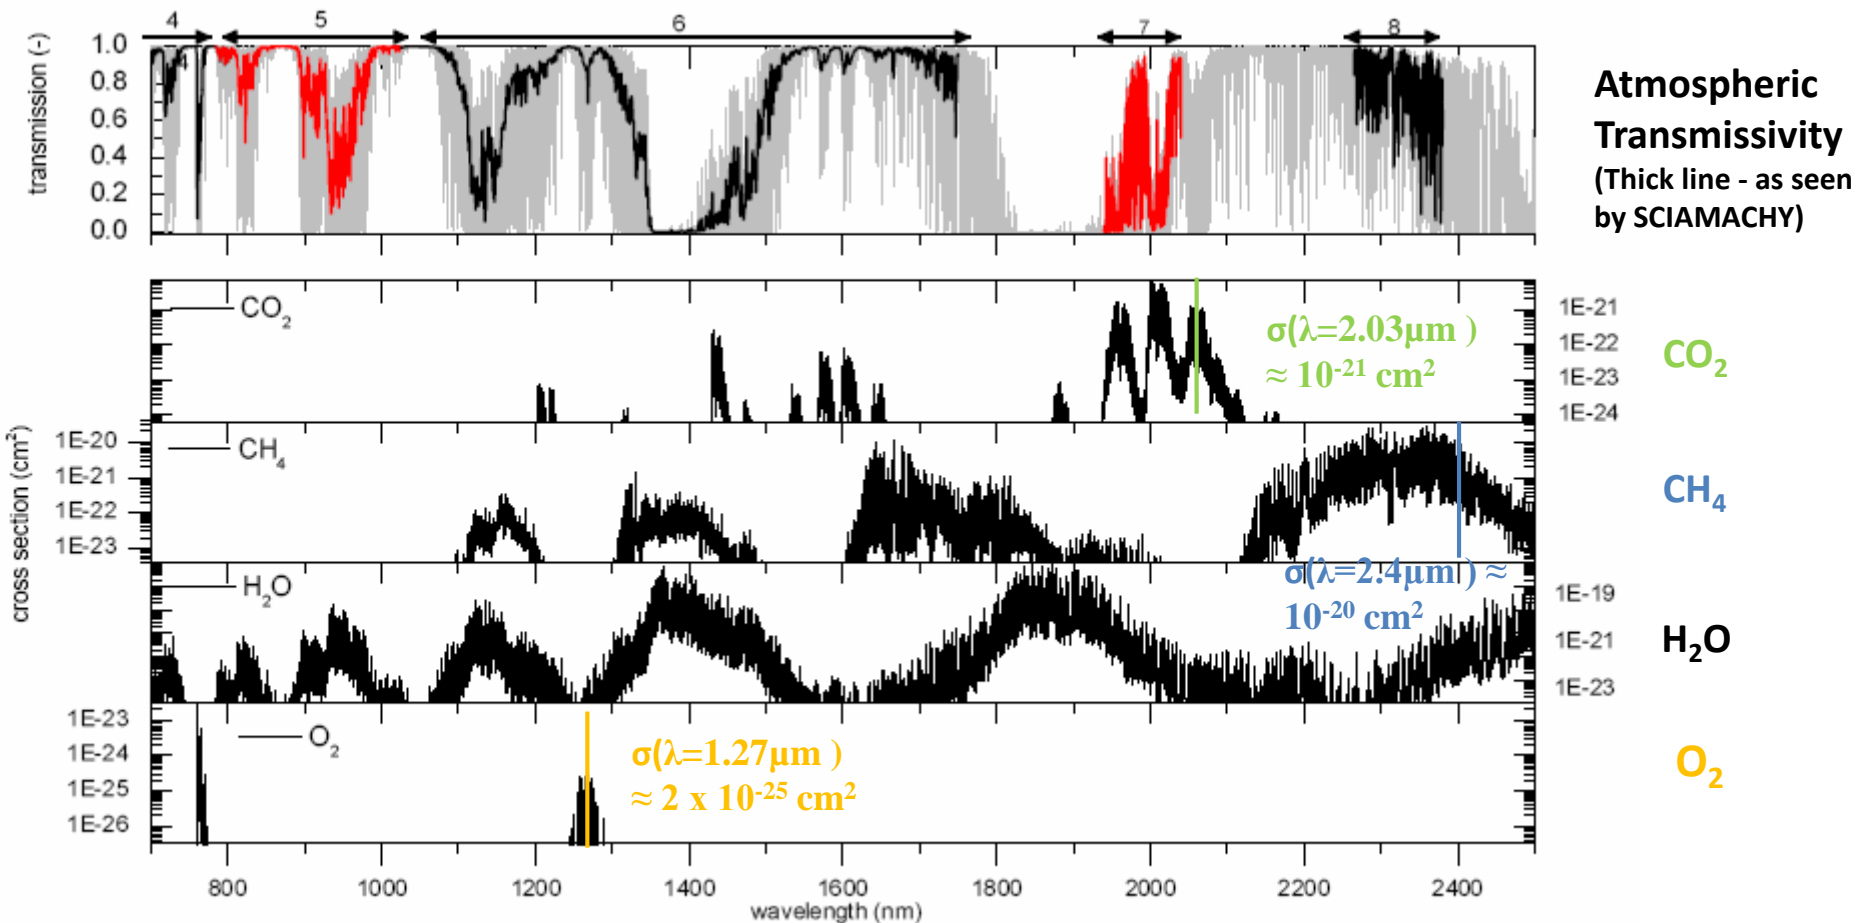 4 5 6 7 8
transmission (-)
1.0
0.8
0.6
0.4
0.2
0.0
4
Atmospheric
Transmissivity
(Thick line - as seen
by SCIAMACHY)
cross section (cm²)
CO₂
σ(λ=2.03μm )
≈ 10⁻²¹ cm²
1E-21
1E-22
1E-23
1E-24
CO₂
1E-20
1E-21
1E-22
1E-23
CH₄
CH₄
σ(λ=2.4μm ) ≈
10⁻²⁰ cm²
H₂O
1E-19
1E-21
1E-23
H₂O
1E-23
1E-24
1E-25
1E-26
O₂
σ(λ=1.27μm )
≈ 2 x 10⁻²⁵ cm²
O₂
800 1000 1200 1400 1600 1800 2000 2200 2400
wavelength (nm)